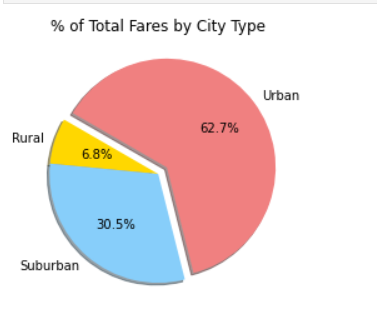 % of Total Fares by City Type
Urban
62.7%
Rural
6.8%
30.5%
Suburban